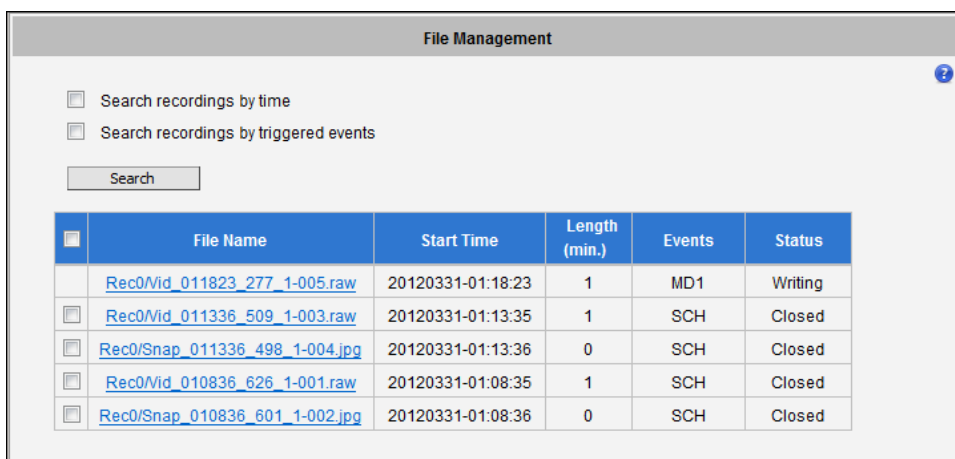 File Management
?
Search recordings by time
Search recordings by triggered events
Search
File Name Start Time Length (min.) Events Status
Rec0/Vid_011823_277_1-005.raw 20120331-01:18:23 1 MD1 Writing
Rec0/Vid_011336_509_1-003.raw 20120331-01:13:35 1 SCH Closed
Rec0/Snap_011336_498_1-004.jpg 20120331-01:13:36 0 SCH Closed
Rec0/Vid_010836_626_1-001.raw 20120331-01:08:35 1 SCH Closed
Rec0/Snap_010836_601_1-002.jpg 20120331-01:08:36 0 SCH Closed